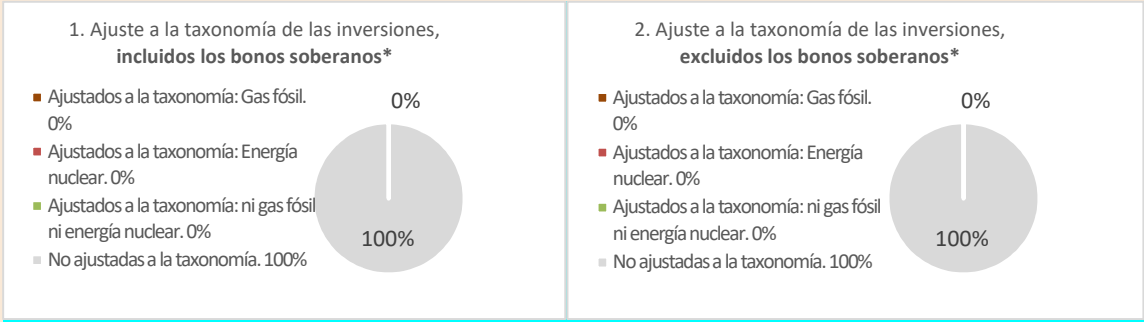 1. Ajuste a la taxonomía de las inversiones,
incluidos los bonos soberanos*
Ajustados a la taxonomía: Gas fósil.
0%
Ajustados a la taxonomía: Energía
nuclear. 0%
Ajustados a la taxonomía: ni gas fósil
ni energía nuclear. 0%
No ajustadas a la taxonomía. 100%
0%
100%
2. Ajuste a la taxonomía de las inversiones,
excluidos los bonos soberanos*
Ajustados a la taxonomía: Gas fósil.
0%
Ajustados a la taxonomía: Energía
nuclear. 0%
Ajustados a la taxonomía: ni gas fósil
ni energía nuclear. 0%
No ajustadas a la taxonomía. 100%
0%
100%